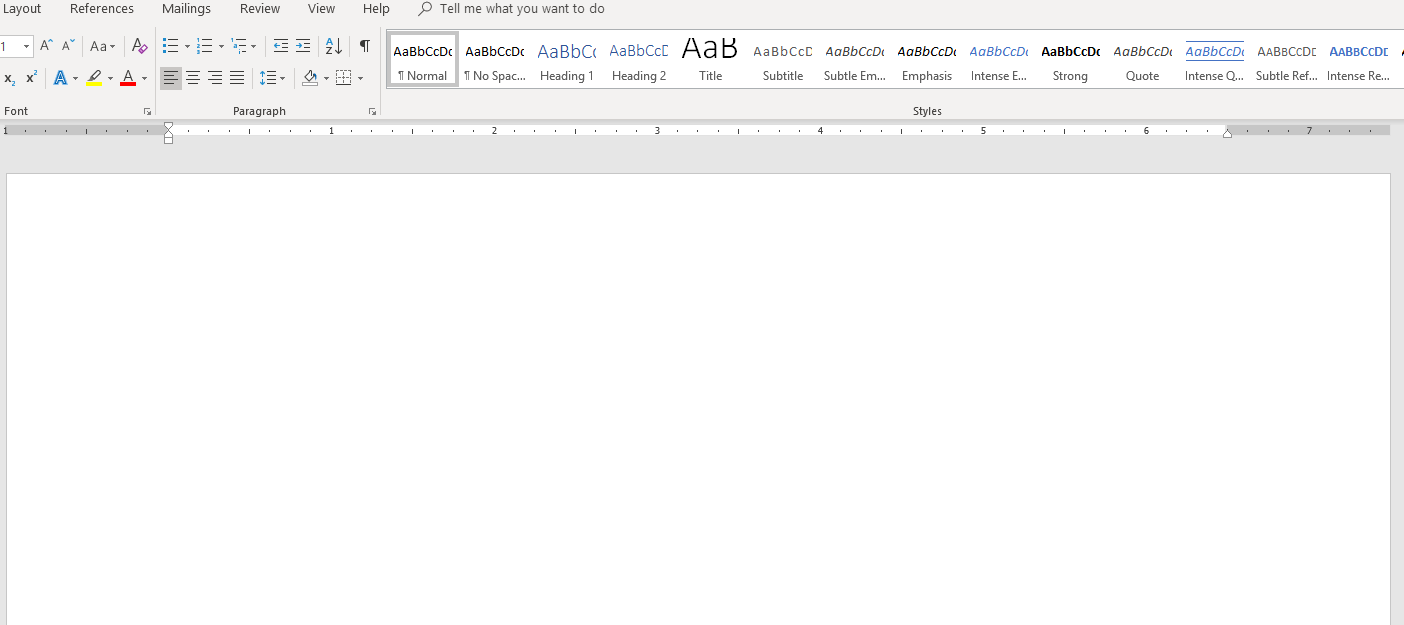 Layout References Mailings Review View Help Tell me what you want to do
1 A A Aa A A Z ¶
x2 x2 A A
AaBbCcDc AaBbCcDc AaBbCc AaBbCcD AaB AaBbCcD AaBbCcDc AaBbCcDc AaBbCcDc AaBbCcDc AaBbCcDc AaBbCcDc AABBCCDD AABBCCDD
¶ Normal ¶ No Spac... Heading 1 Heading 2 Title Subtitle Subtle Em... Emphasis Intense E... Strong Quote Intense Q... Subtle Ref... Intense Re...
Font Paragraph Styles
1 1 2 3 4 5 6 7